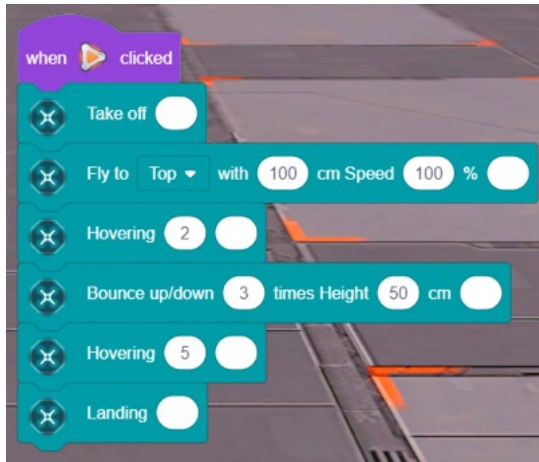 when clicked
Take off
Fly to Top with 100 cm Speed 100 %
Hovering 2
Bounce up/down 3 times Height 50 cm
Hovering 5
Landing